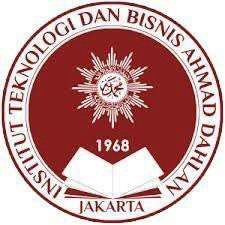 INSTITUT TEKNOLOGI DAN BISNIS AHMAD DAHLAN
1968
JAKARTA